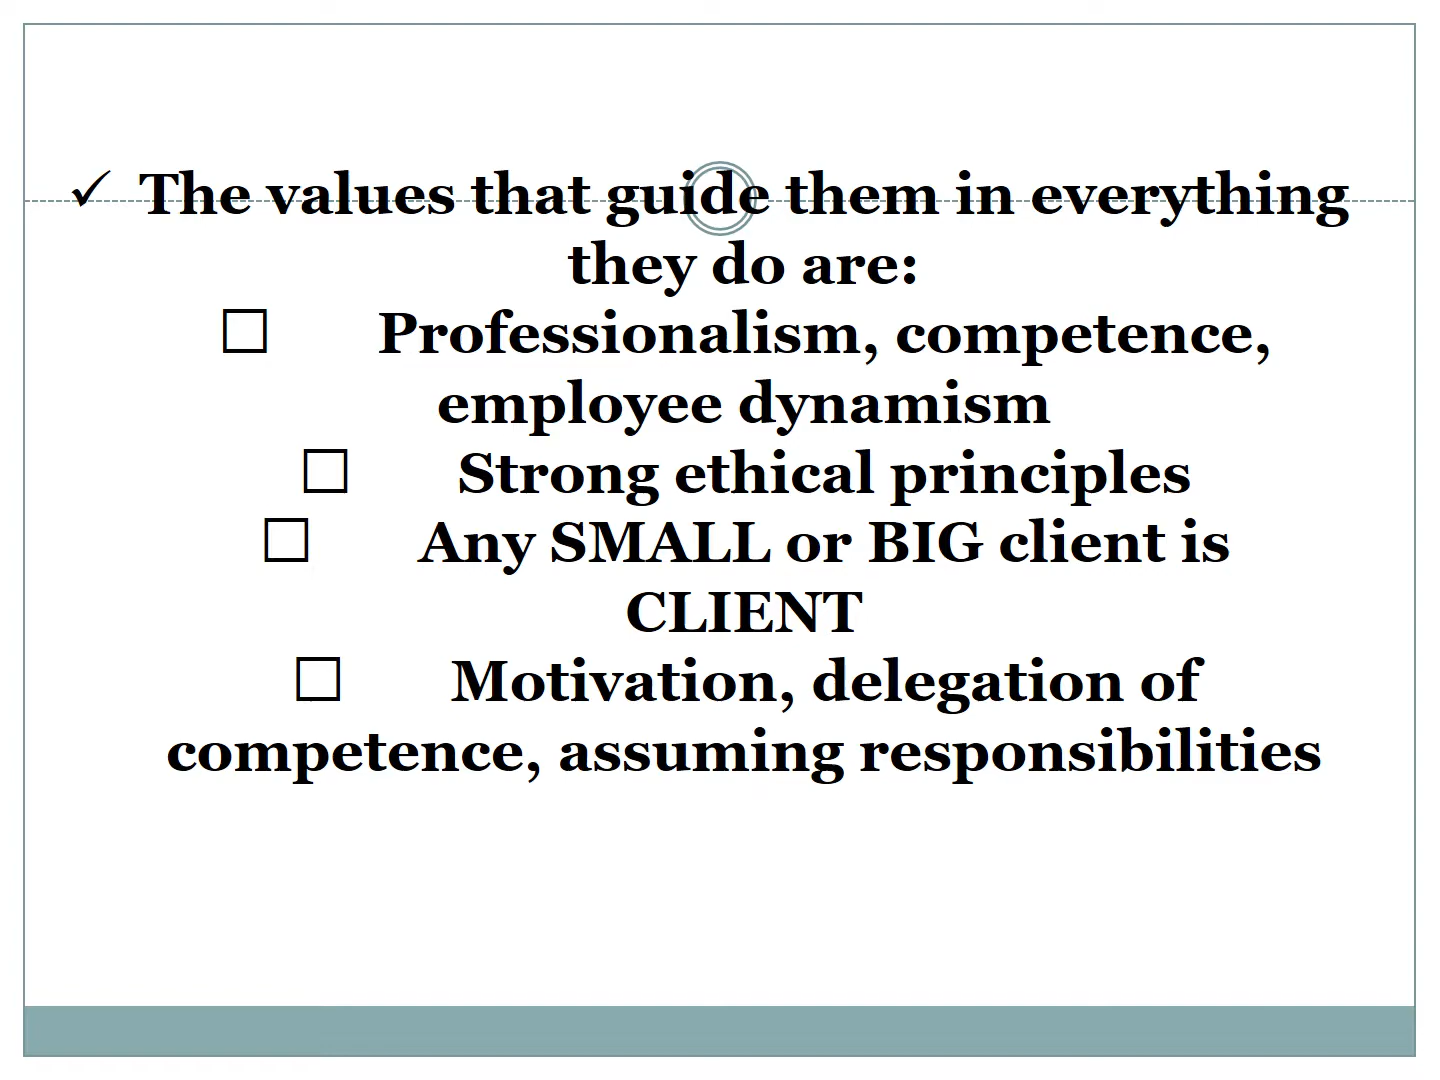 ✓ The values that guide them in everything
they do are:
☐ Professionalism, competence,
employee dynamism
☐ Strong ethical principles
☐ Any SMALL or BIG client is
CLIENT
☐ Motivation, delegation of
competence, assuming responsibilities